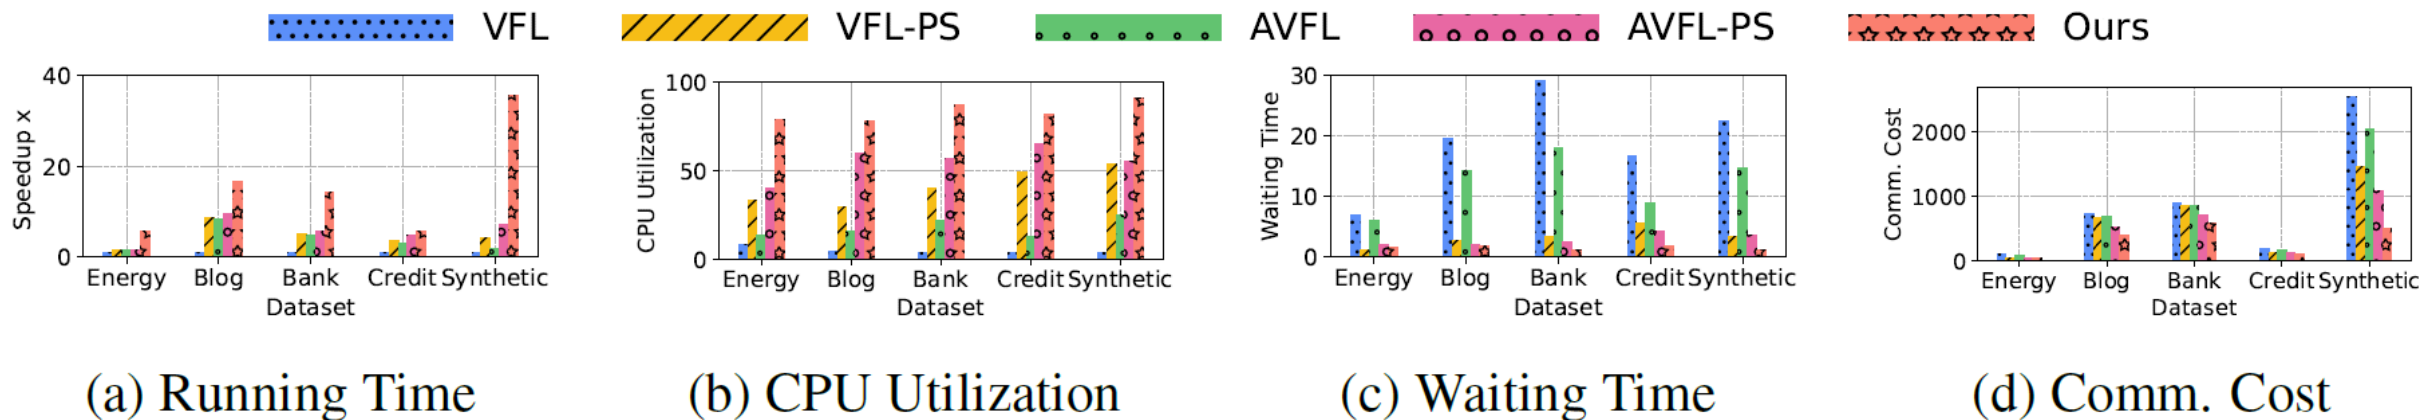 VFL VFL-PS AVFL AVFL-PS Ours
40
20
0
Speedup x
Energy Blog Bank Credit Synthetic
Dataset
(a) Running Time
100
50
0
CPU Utilization
Energy Blog Bank Credit Synthetic
Dataset
(b) CPU Utilization
30
20
10
0
Waiting Time
Energy Blog Bank Credit Synthetic
Dataset
(c) Waiting Time
2000
1000
0
Comm. Cost
Energy Blog Bank Credit Synthetic
Dataset
(d) Comm. Cost